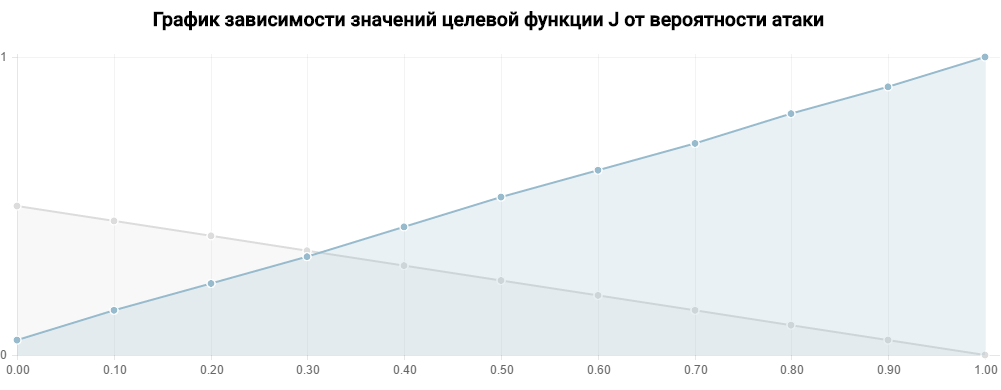 График зависимости значений целевой функции J от вероятности атаки
1
0
0.00 0.10 0.20 0.30 0.40 0.50 0.60 0.70 0.80 0.90 1.00